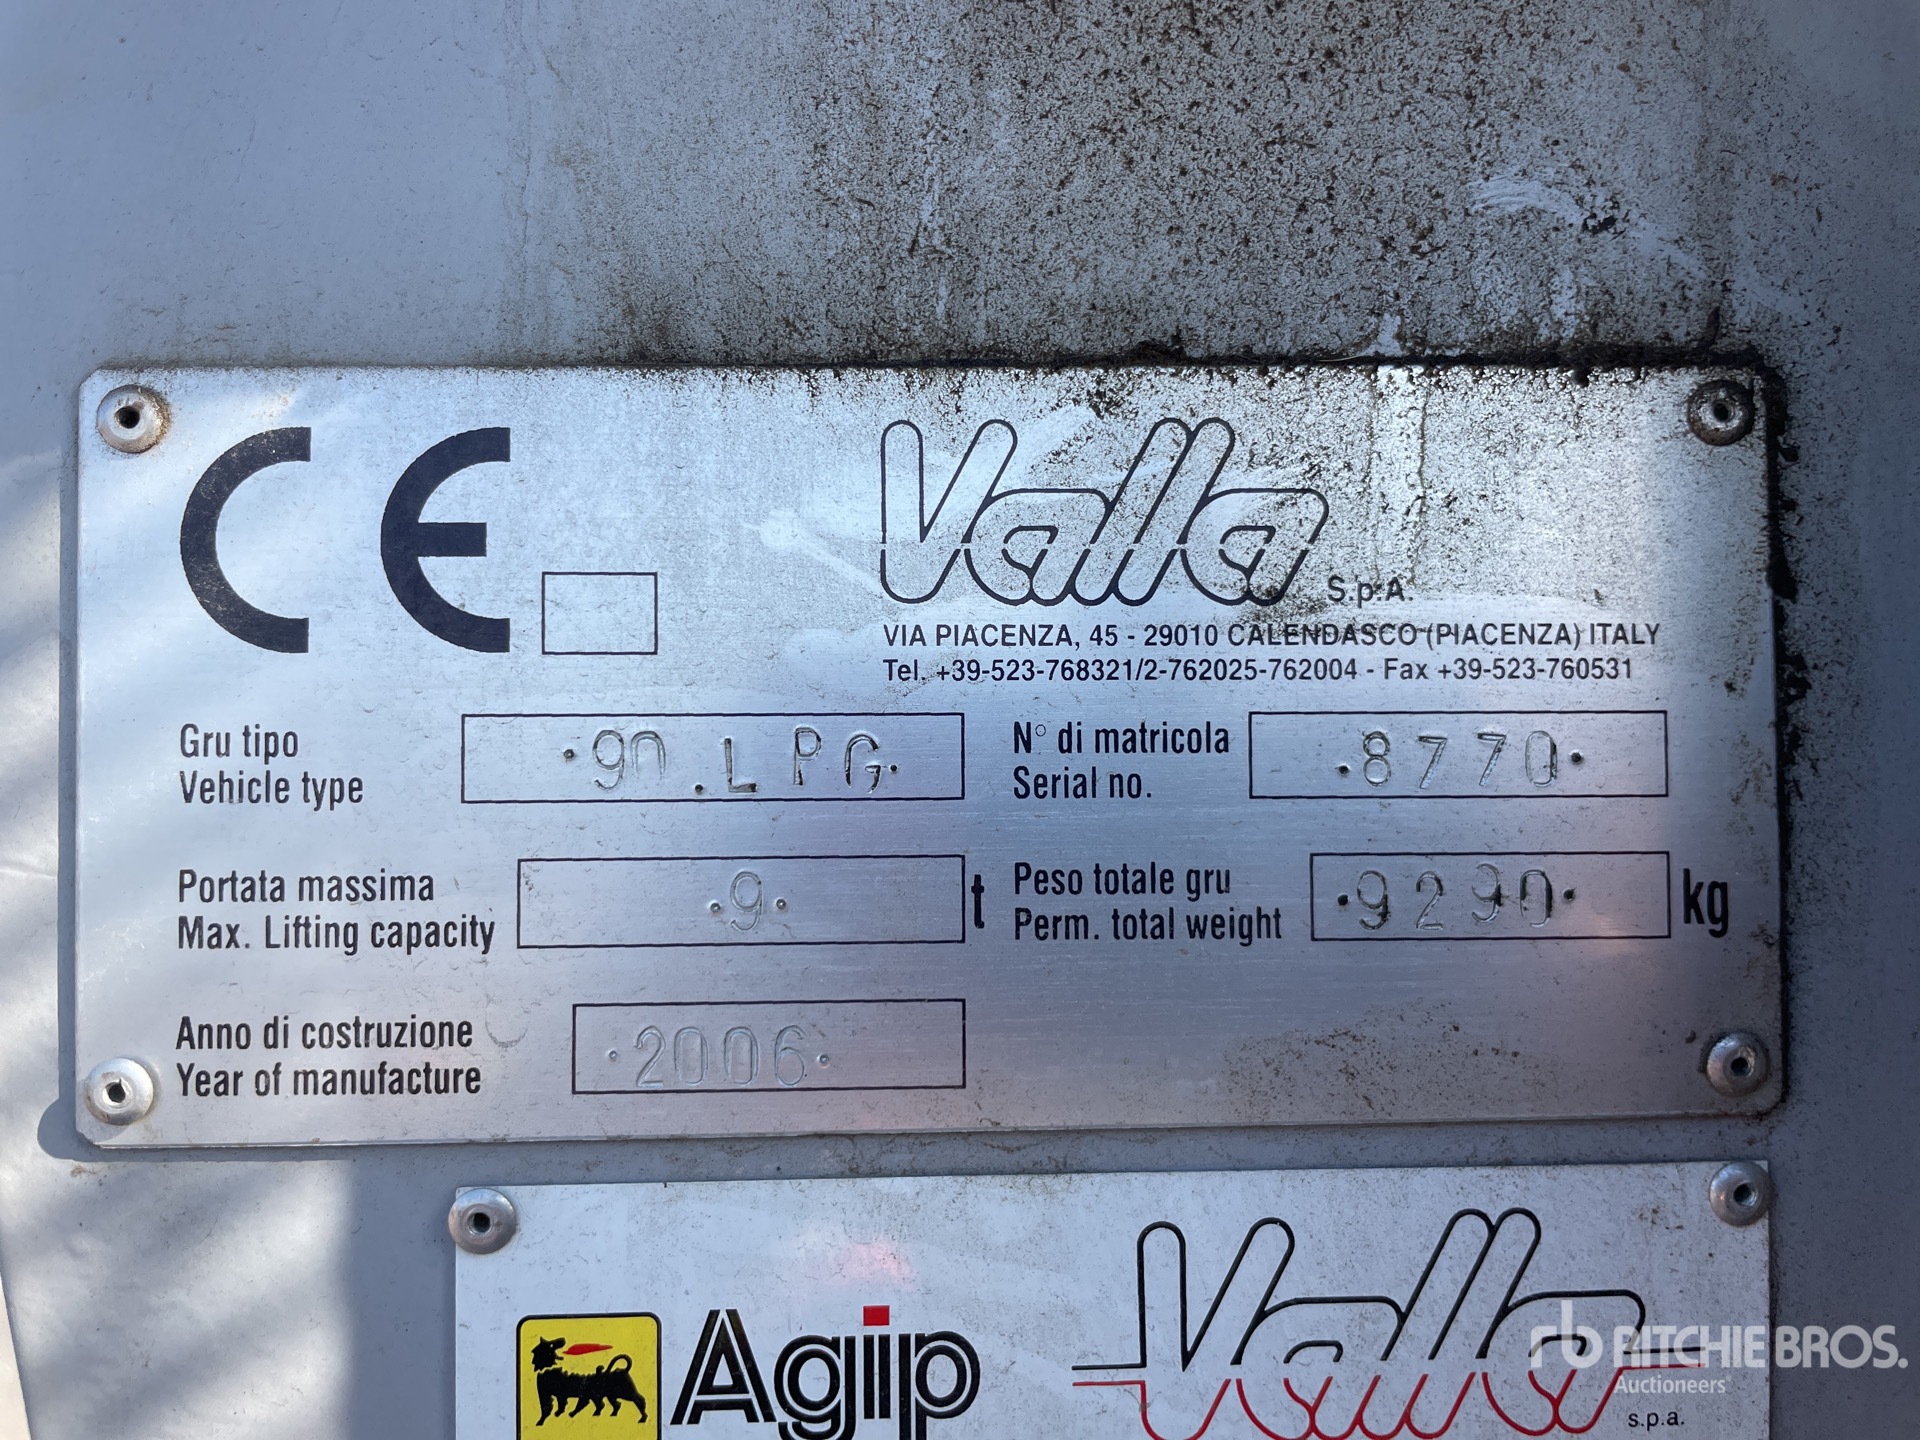 CE
Valla S.p.A.
VIA PIACENZA, 45 - 29010 CALENDASCO (PIACENZA) ITALY
Tel. +39-523-768321/2-762025-762004 - Fax +39-523-760531
Gru tipo
Vehicle type
·90.LPG·
N° di matricola
Serial no.
·8770·
Portata massima
Max. Lifting capacity
·9·
t
Peso totale gru
Perm. total weight
·9290·
kg
Anno di costruzione
Year of manufacture
·2006·
Agip
Valla
s.p.a.
rb RITCHIE BROS.
Auctioneers